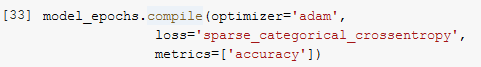 [33] model_epochs.compile(optimizer='adam',
loss='sparse_categorical_crossentropy',
metrics=['accuracy'])